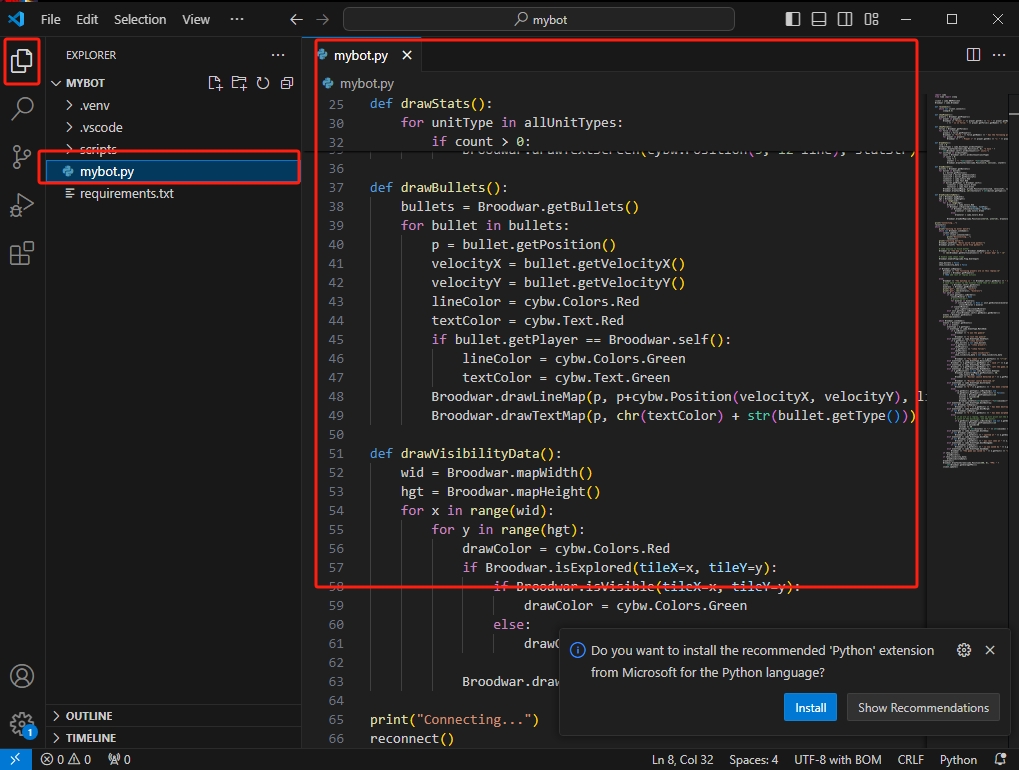 File Edit Selection View ··· mybot
EXPLORER ···
MYBOT
.venv
.vscode
scripts
mybot.py
requirements.txt
OUTLINE
TIMELINE
mybot.py
mybot.py
25 def drawStats():
30 for unitType in allUnitTypes:
32 if count > 0:
36
37 def drawBullets():
38 bullets = Broodwar.getBullets()
39 for bullet in bullets:
40 p = bullet.getPosition()
41 velocityX = bullet.getVelocityX()
42 velocityY = bullet.getVelocityY()
43 lineColor = cybw.Colors.Red
44 textColor = cybw.Text.Red
45 if bullet.getPlayer == Broodwar.self():
46 lineColor = cybw.Colors.Green
47 textColor = cybw.Text.Green
48 Broodwar.drawLineMap(p, p+cybw.Position(velocityX, velocityY),
49 Broodwar.drawTextMap(p, chr(textColor) + str(bullet.getType()))
50
51 def drawVisibilityData():
52 wid = Broodwar.mapWidth()
53 hgt = Broodwar.mapHeight()
54 for x in range(wid):
55 for y in range(hgt):
56 drawColor = cybw.Colors.Red
57 if Broodwar.isExplored(tileX=x, tileY=y):
58 if Broodwar.isVisible(tileX=x, tileY=y):
59 drawColor = cybw.Colors.Green
60 else:
61
62
63
64
65 print("Connecting...")
66 reconnect()
Do you want to install the recommended 'Python' extension
from Microsoft for the Python language?
Install Show Recommendations
1
0 0 0 Ln 8, Col 32 Spaces: 4 UTF-8 with BOM CRLF Python